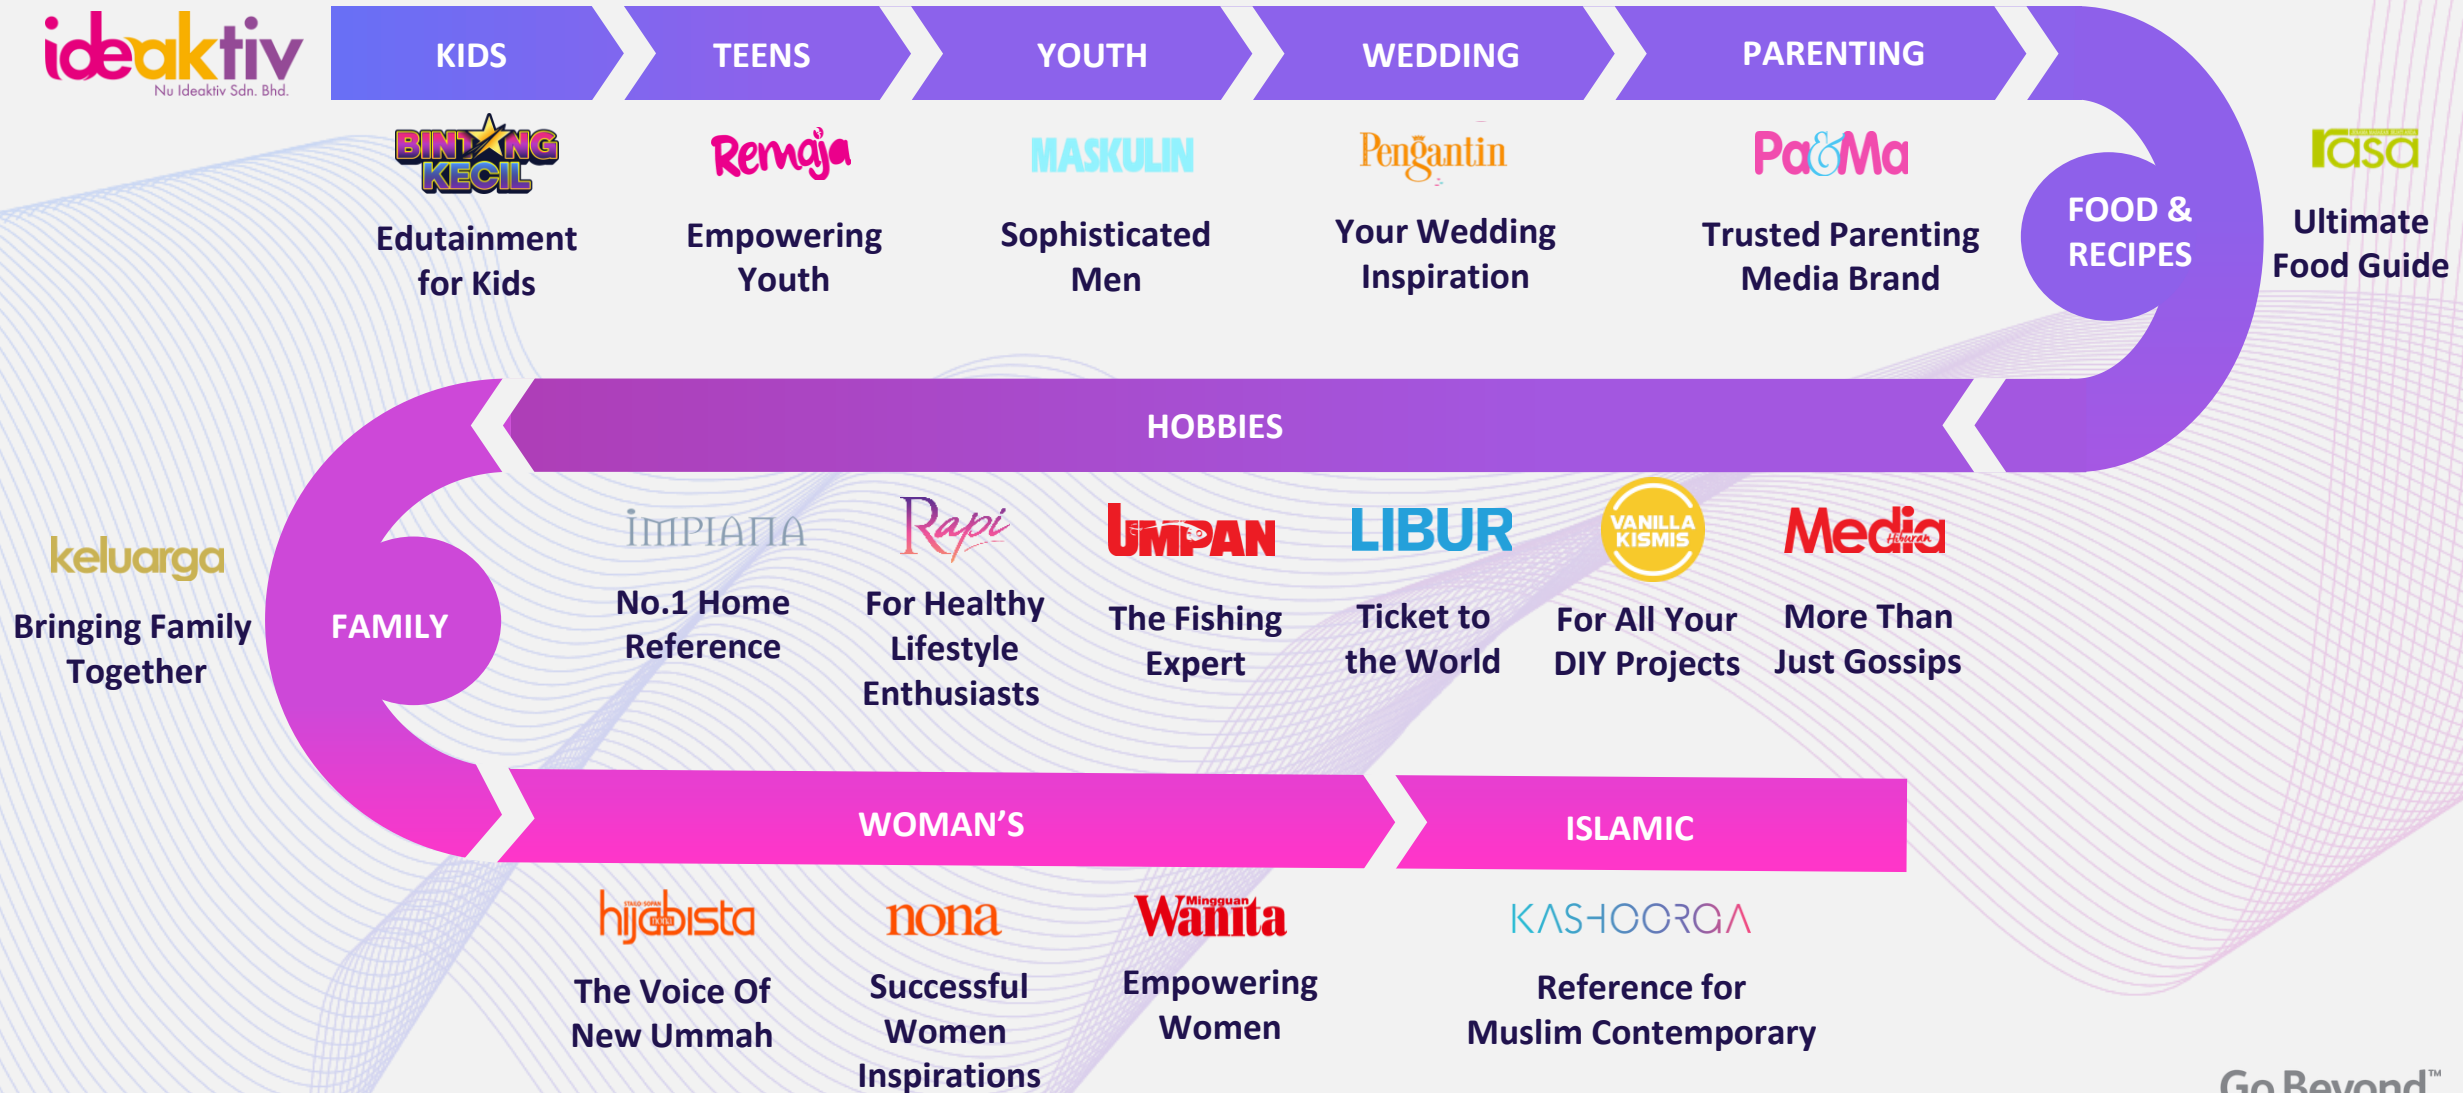 ideaktiv
Nu Ideaktiv Sdn. Bhd.
KIDS
TEENS
YOUTH
WEDDING
PARENTING
BINTANG
KECIL
Edutainment
for Kids
Remaja
Empowering
Youth
MASKULIN
Sophisticated
Men
Pengantin
Your Wedding
Inspiration
Pa&Ma
Trusted Parenting
Media Brand
FOOD &
RECIPES
rasa
Ultimate
Food Guide
HOBBIES
IMPIANA
No.1 Home
Reference
Rapi
For Healthy
Lifestyle
Enthusiasts
UMPAN
The Fishing
Expert
LIBUR
Ticket to
the World
VANILLA
KISMIS
For All Your
DIY Projects
Media
Hiburan
More Than
Just Gossips
FAMILY
keluarga
Bringing Family
Together
WOMAN'S
ISLAMIC
hijabista
nona
The Voice Of
New Ummah
nona
Successful
Women
Inspirations
Mingguan
Wanita
Empowering
Women
KASHOORGA
Reference for
Muslim Contemporary
Go Beyond™